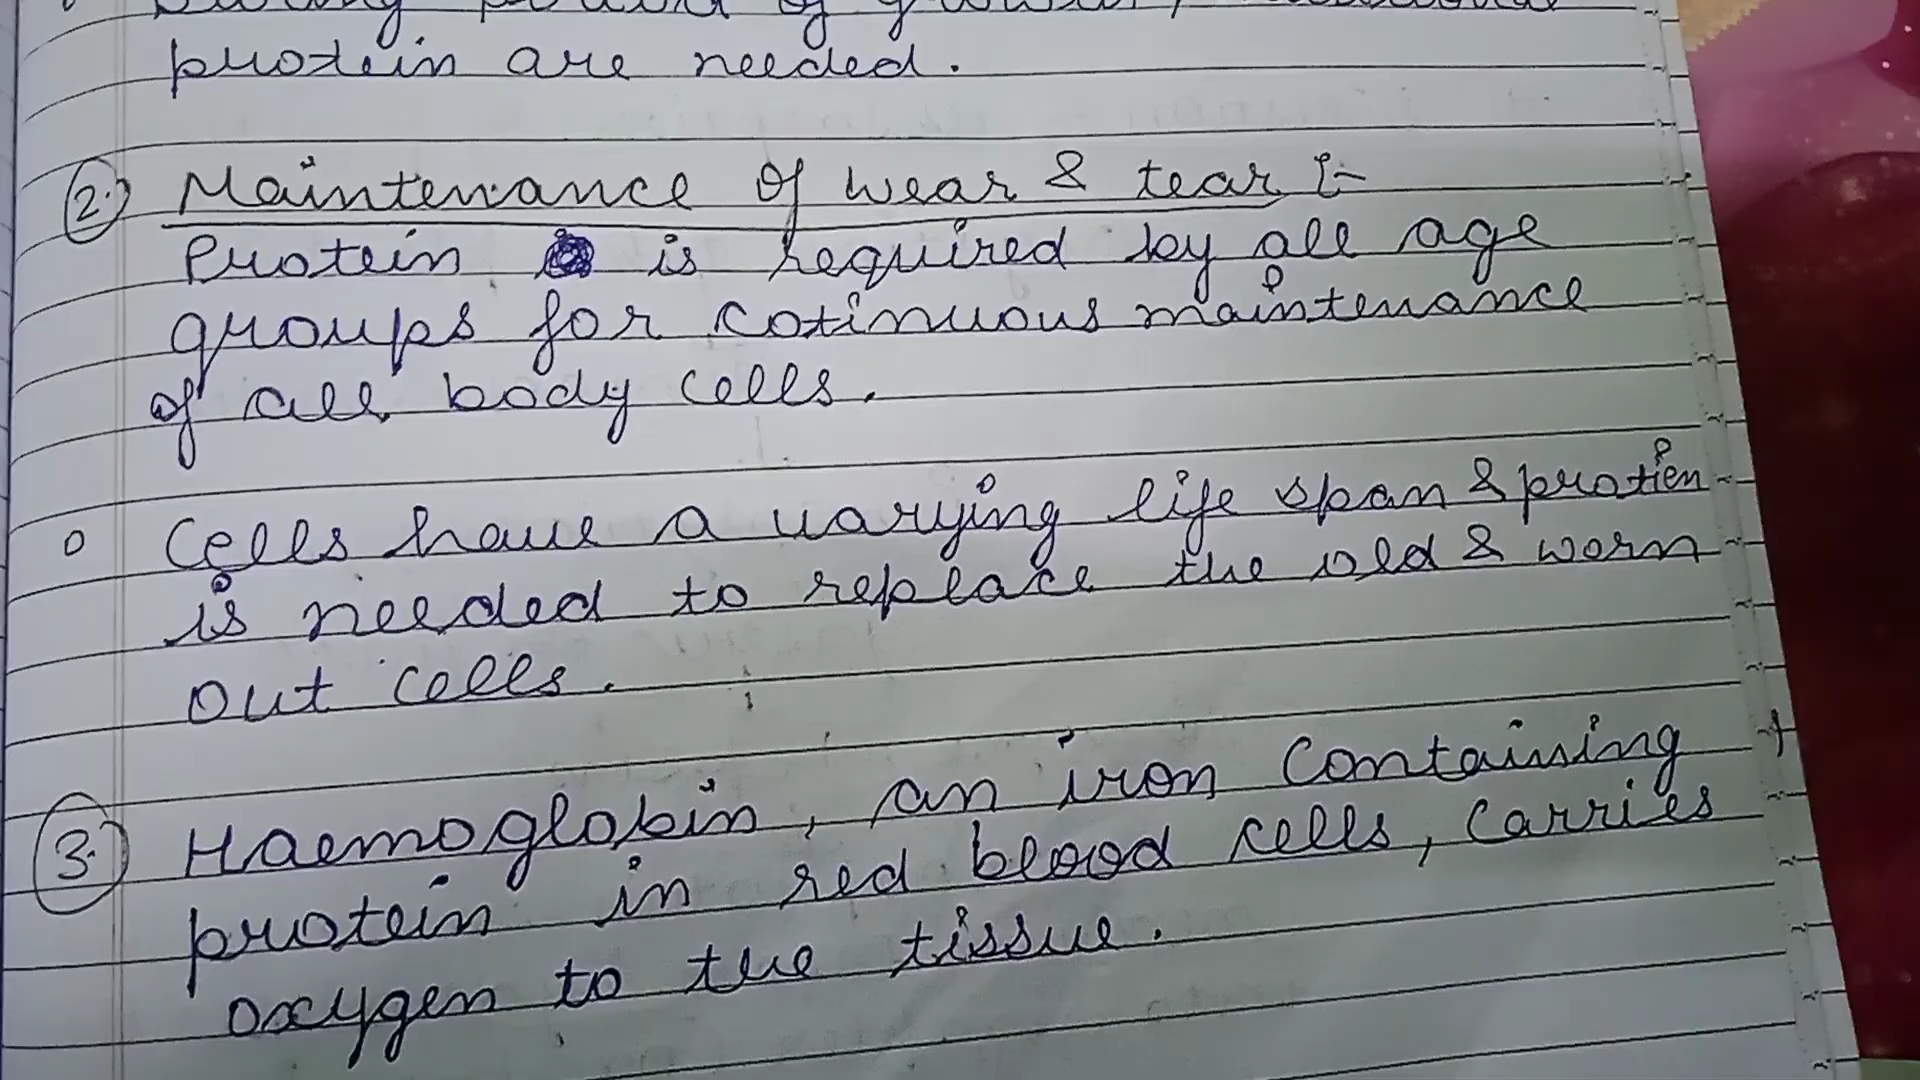 protein are needed.
2. Maintenance of wear & tear :-
Protein is required by all age
groups for cotinuous maintenance
of all body cells.
Cells have a varying life span & protien
is needed to replace the old & worn
out cells.
3. Haemoglobin, an iron containing
protein in red blood cells, carries
oxygen to the tissue.